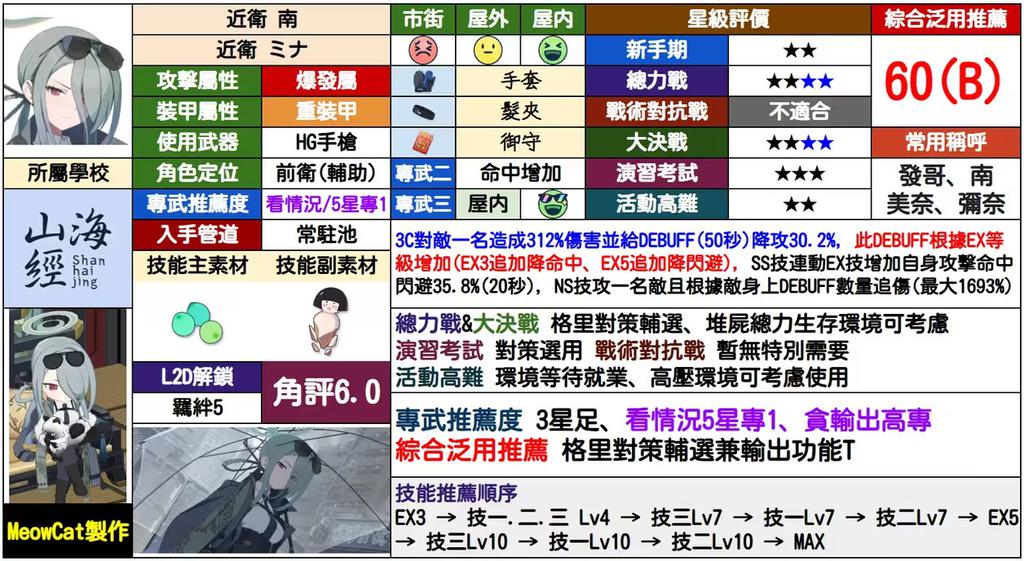 近衛 南
近衛 ミナ
攻擊屬性 爆發屬
裝甲屬性 重裝甲
使用武器 HG手槍
所屬學校
角色定位 前衛(輔助)
專武推薦度 看情況/5星專1
入手管道 常駐池
技能主素材 技能副素材
山海
經
Shan
hai
jing
L2D解鎖
羈絆5
角評6.0
MeowCat製作
市街 屋外 屋内
手套
髮夾
御守
專武二 命中增加
專武三 屋内
星級評價
新手期 ★★
總力戰 ★★★★
戰術對抗戰 不適合
大決戰 ★★★★
演習考試 ★★★
活動高難 ★★
綜合泛用推薦
60(B)
常用稱呼
發哥、南
美奈、彌奈
3C對敵一名造成312%傷害並給DEBUFF(50秒)降攻30.2%, 此DEBUFF根據EX等
級增加(EX3追加降命中、EX5追加降閃避), SS技連動EX技增加自身攻擊命中
閃避35.8%(20秒), NS技攻一名敵且根據敵身上DEBUFF數量追傷(最大1693%)
總力戰&大決戰 格里對策輔選、堆屍總力生存環境可考慮
演習考試 對策選用 戰術對抗戰 暫無特別需要
活動高難 環境等待就業、高壓環境可考慮使用
專武推薦度 3星足、看情況5星專1、貪輸出高專
綜合泛用推薦 格里對策輔選兼輸出功能T
技能推薦順序
EX3 → 技一.二.三 Lv4 → 技三Lv7 → 技一Lv7 → 技二Lv7 → EX5
→ 技三Lv10 → 技一Lv10 → 技二Lv10 → MAX